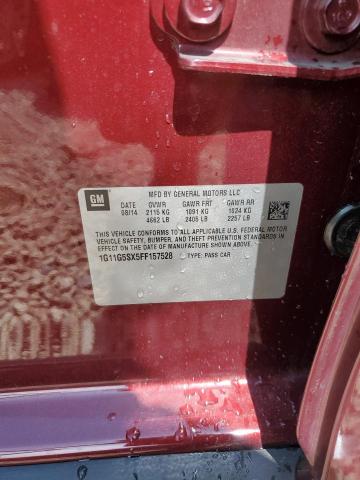 MFD BY GENERAL MOTORS LLC
GM
DATE GVWR GAWR FRT GAWR RR
08/14 2115 KG 1091 KG 1024 KG
4662 LB 2405 LB 2257 LB
THIS VEHICLE CONFORMS TO ALL APPLICABLE U.S. FEDERAL MOTOR
VEHICLE SAFETY, BUMPER, AND THEFT PREVENTION STANDARDS IN
EFFECT ON THE DATE OF MANUFACTURE SHOWN ABOVE.
1G11G5SX5FF157528 TYPE: PASS CAR